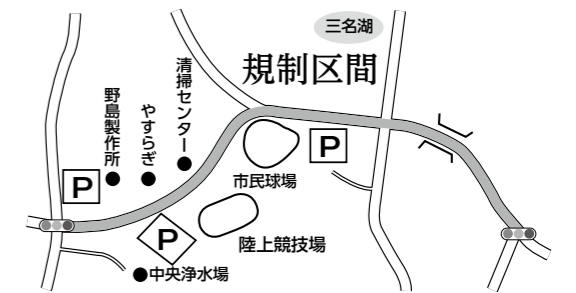 三名湖
規制区間
清掃センター
やすらぎ
野島製作所
P
P
市民球場
P
陸上競技場
中央浄水場